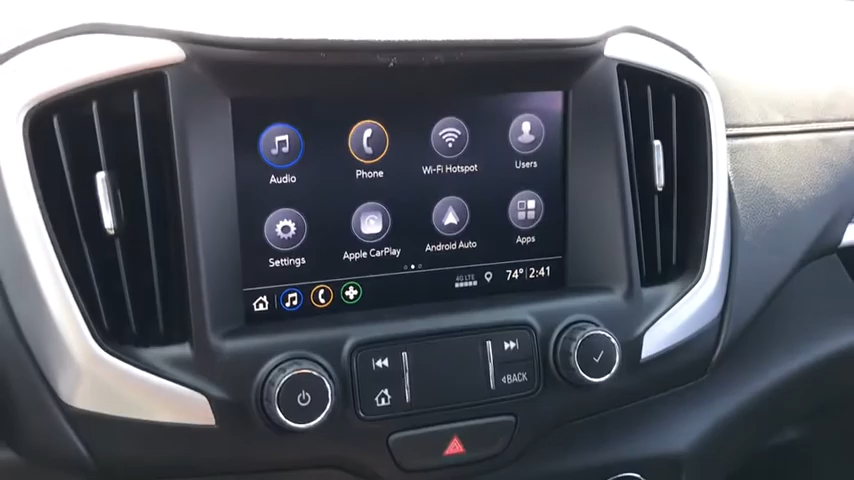 Audio
Phone
Wi-Fi Hotspot
Users
Settings
Apple CarPlay
Android Auto
Apps
4G LTE
74° 2:41
BACK